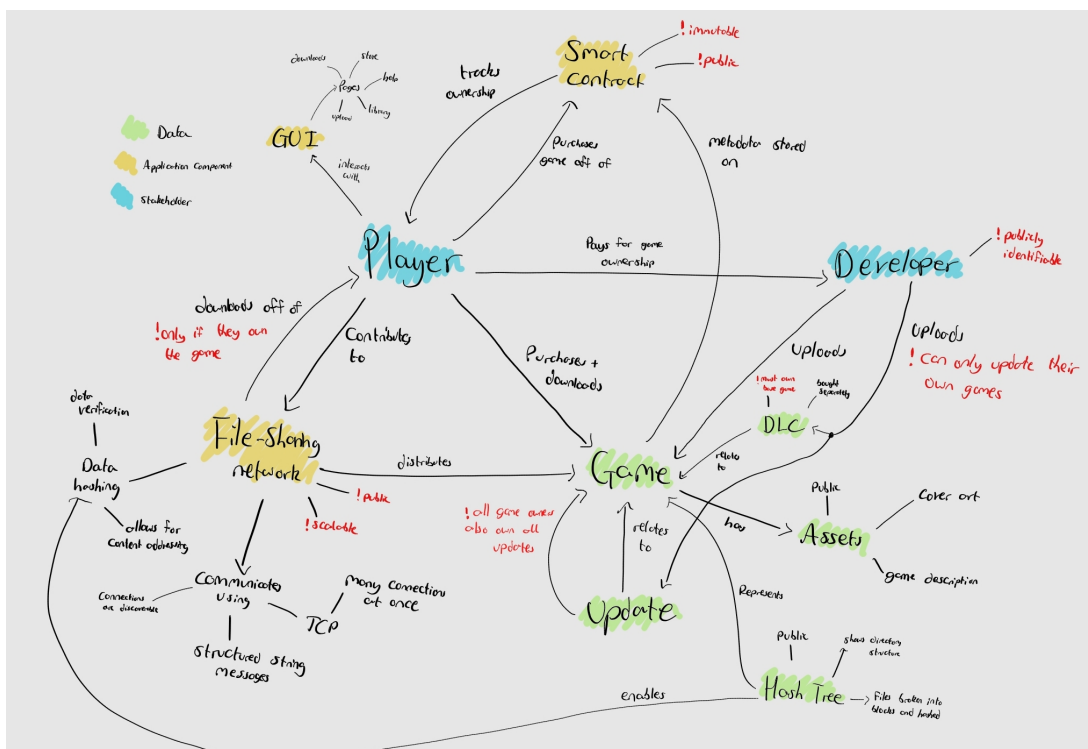 Smart
contract
! immutable
! public
downloads
store
Pages
help
upload
library
GUI
Data
Application Component
Stakeholder
tracks
ownership
purchases
game off of
metadata stored
on
interacts
with
Player
Pays for game
ownership
Developer
! publicly
identifiable
downloads off of
! only if they own
the game
Contributes
to
Purchases +
downloads
uploads
uploads
! Can only update their
own games
! must own
base game
bought
separately
DLC
relates
to
data
verification
Data
hashing
File-sharing
network
distributes
! public
! scalable
allows for
Content addressing
Game
! all game owners
also own all
updates
relates
to
has
Public
Assets
Cover art
game description
Communicates
using
Connections
are discoverable
many connections
at once
TCP
structured string
messages
Update
Represents
Public
shows directory
structure
Hash Tree
Files broken into
blocks and hashed
enables